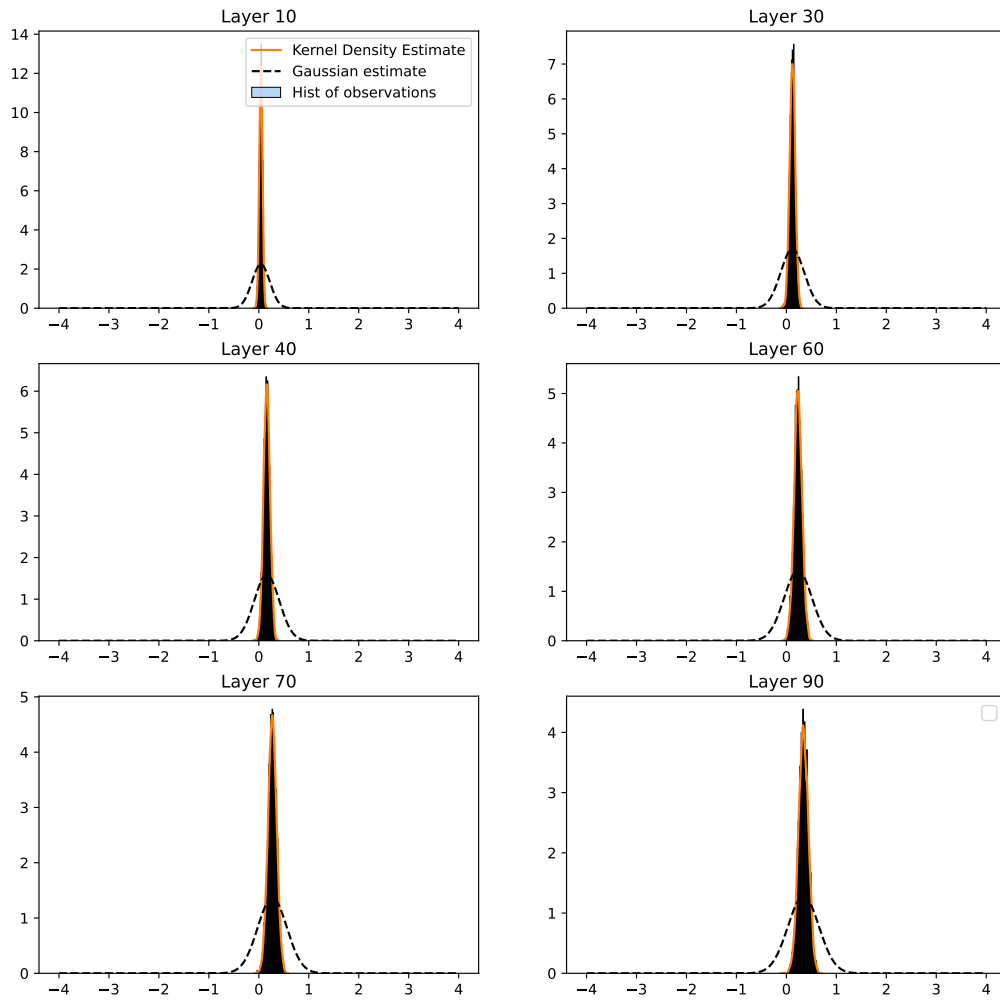 Layer 10
14
12
10
8
6
4
2
0
Kernel Density Estimate
Gaussian estimate
Hist of observations
−4 −3 −2 −1 0 1 2 3 4
Layer 30
7
6
5
4
3
2
1
0
−4 −3 −2 −1 0 1 2 3 4
Layer 40
6
5
4
3
2
1
0
−4 −3 −2 −1 0 1 2 3 4
Layer 60
5
4
3
2
1
0
−4 −3 −2 −1 0 1 2 3 4
Layer 70
5
4
3
2
1
0
−4 −3 −2 −1 0 1 2 3 4
Layer 90
4
3
2
1
0
−4 −3 −2 −1 0 1 2 3 4